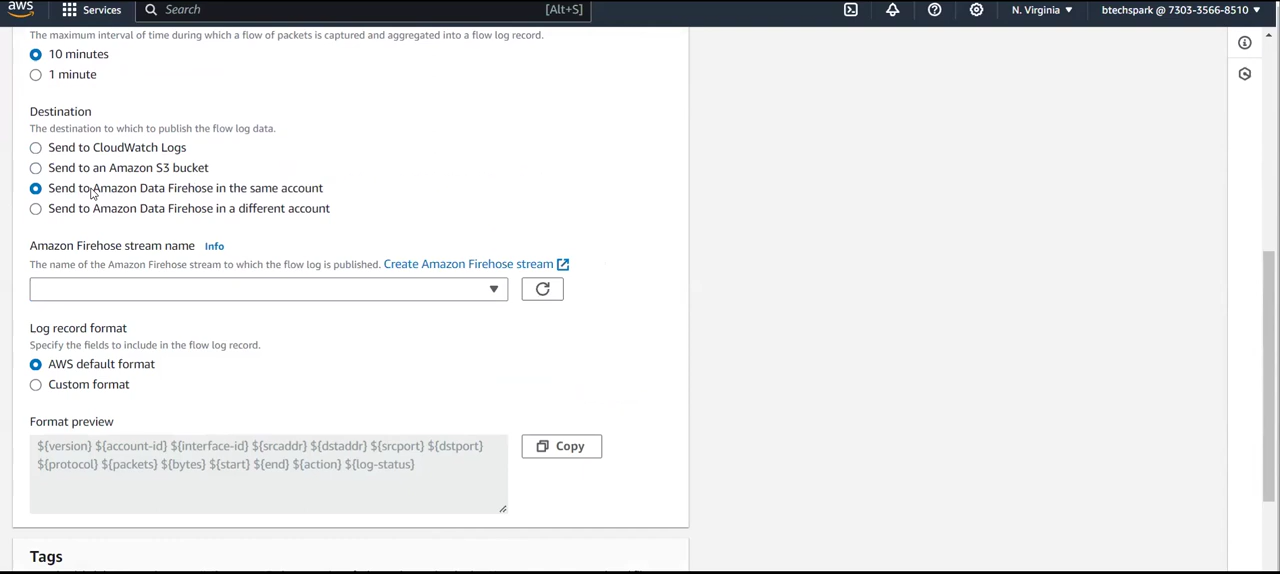 aws
Services
Search
[Alt+S]
N. Virginia
btechspark @ 7303-3566-8510
The maximum interval of time during which a flow of packets is captured and aggregated into a flow log record.
10 minutes
1 minute
Destination
The destination to which to publish the flow log data.
Send to CloudWatch Logs
Send to an Amazon S3 bucket
Send to Amazon Data Firehose in the same account
Send to Amazon Data Firehose in a different account
Amazon Firehose stream name Info
The name of the Amazon Firehose stream to which the flow log is published. Create Amazon Firehose stream
Log record format
Specify the fields to include in the flow log record.
AWS default format
Custom format
Format preview
${version} ${account-id} ${interface-id} ${srcaddr} ${dstaddr} ${srcport} ${dstport}
${protocol} ${packets} ${bytes} ${start} ${end} ${action} ${log-status}
Copy
Tags